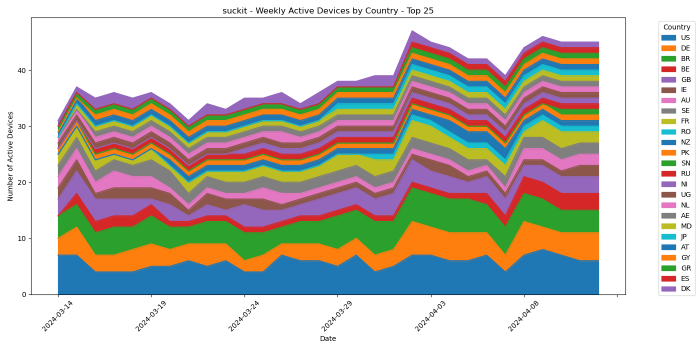 suckit - Weekly Active Devices by Country - Top 25
Number of Active Devices
40
30
20
10
0
2024-03-14
2024-03-19
2024-03-24
2024-03-29
2024-04-03
2024-04-08
Date
Country
US
DE
BR
BE
GB
IE
AU
SE
FR
RO
NZ
PK
SN
RU
NI
UG
NL
AE
MD
JP
AT
GY
GR
ES
DK